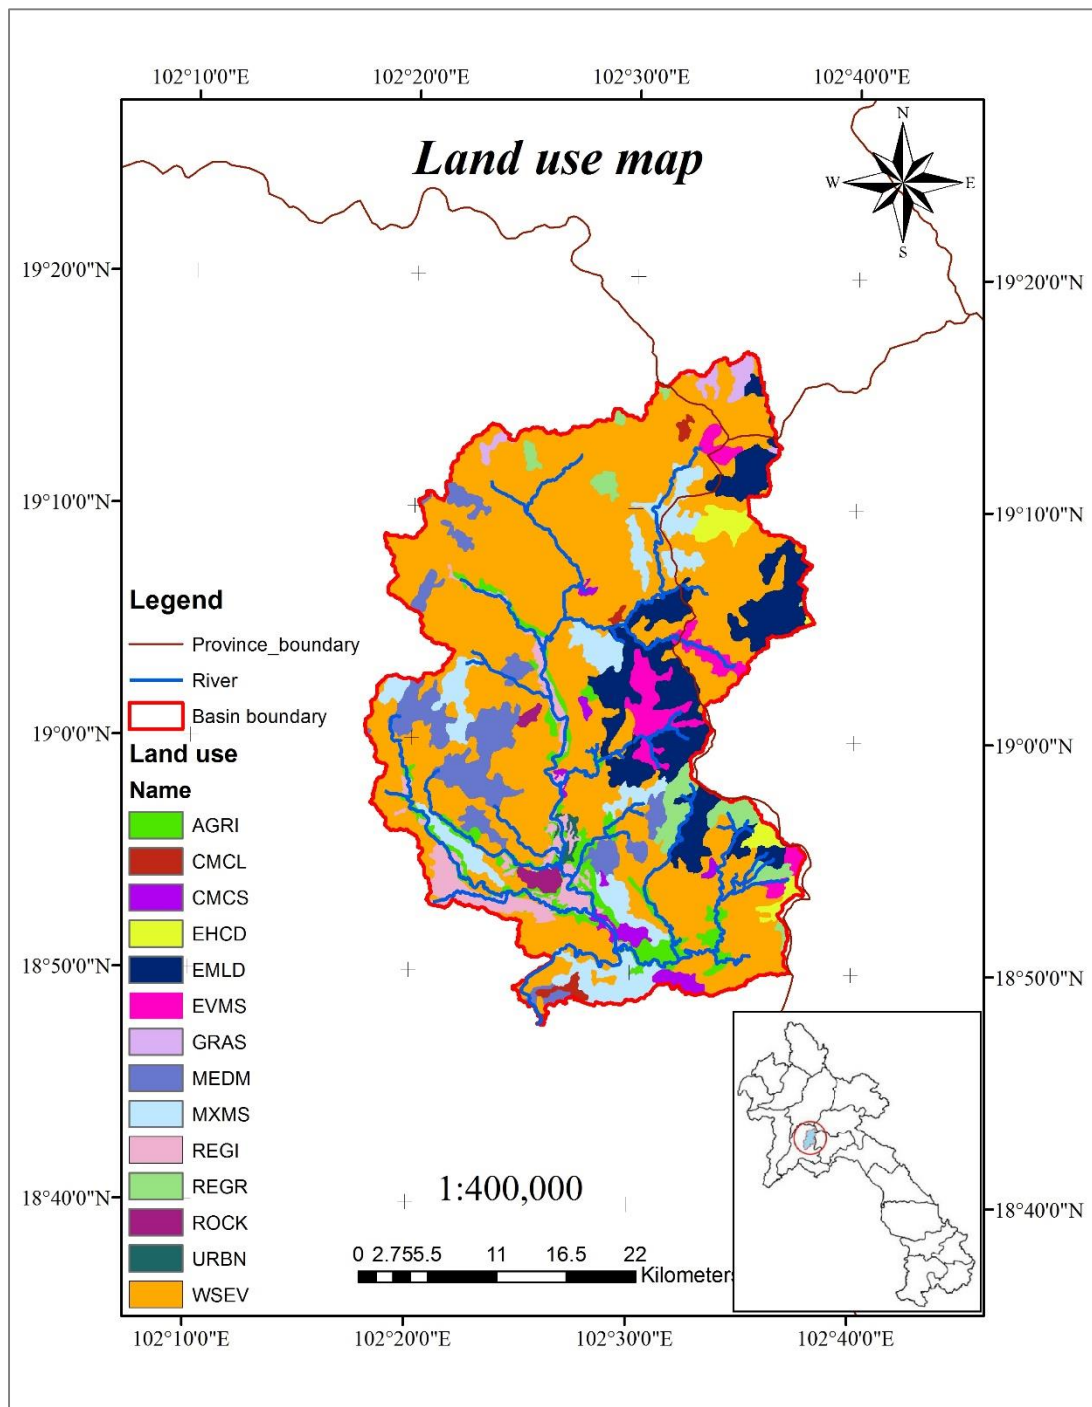 102°10'0"E 102°20'0"E 102°30'0"E 102°40'0"E
Land use map
N
W E
S
19°20'0"N 19°20'0"N
19°10'0"N 19°10'0"N
Legend
Province_boundary
River
Basin boundary
19°0'0"N 19°0'0"N
Land use
Name
AGRI
CMCL
CMCS
EHCD
EMLD
EVMS
GRAS
MEDM
MXMS
REGI
REGR
ROCK
URBN
WSEV
18°50'0"N 18°50'0"N
18°40'0"N 18°40'0"N
1:400,000
0 2.75 5.5 11 16.5 22
Kilometers
102°10'0"E 102°20'0"E 102°30'0"E 102°40'0"E